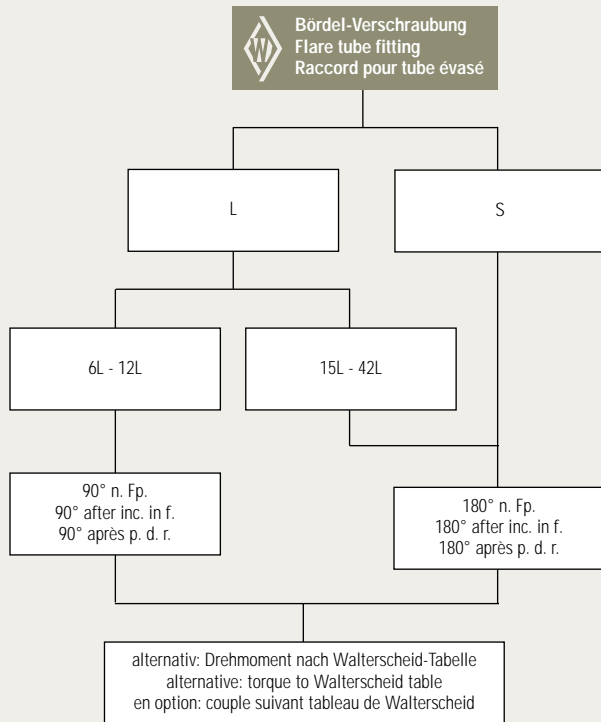 Bördel-Verschraubung
Flare tube fitting
Raccord pour tube évasé
L
S
6L - 12L
15L - 42L
90° n. Fp.
90° after inc. in f.
90° après p. d. r.
180° n. Fp.
180° after inc. in f.
180° après p. d. r.
alternativ: Drehmoment nach Walterscheid-Tabelle
alternative: torque to Walterscheid table
en option: couple suivant tableau de Walterscheid